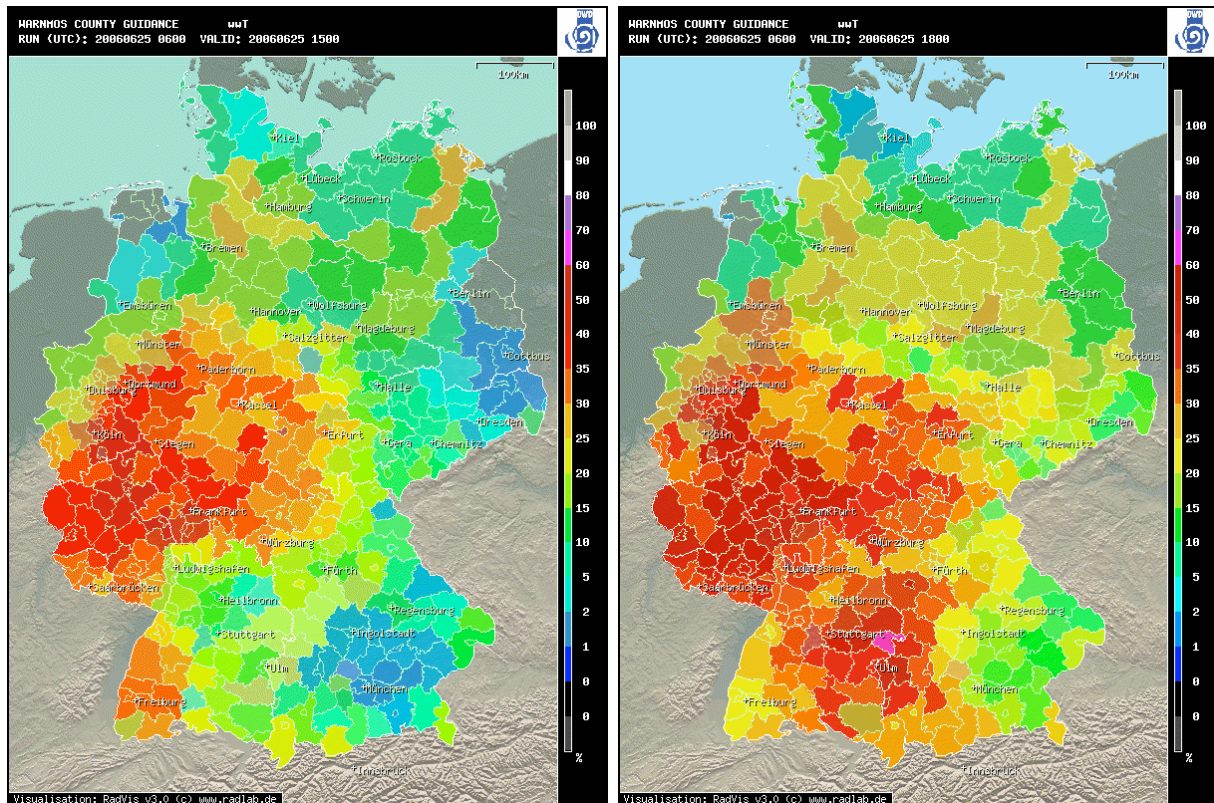 WARNMOS COUNTY GUIDANCE wwT
RUN (UTC): 20060625 0600 VALID: 20060625 1500
DWD
100km
Kiel
Rostock
Lübeck
Schwerin
Hamburg
Bremen
Berlin
Emsbüren
Wolfsburg
Hannover
Magdeburg
Salzgitter
Münster
Cottbus
Paderborn
Dortmund
Duisburg
Halle
Kassel
Dresden
Köln
Erfurt
Siegen
Gera
Chemnitz
Frankfurt
Würzburg
Ludwigshafen
Fürth
Saarbrücken
Heilbronn
Regensburg
Stuttgart
Ingolstadt
Ulm
München
Freiburg
Innsbruck
100
90
80
70
60
50
40
35
30
25
20
15
10
5
2
1
0
0
%
Visualisation: RadVis v3.0 (c) www.radlab.de
WARNMOS COUNTY GUIDANCE wwT
RUN (UTC): 20060625 0600 VALID: 20060625 1800
DWD
100km
Kiel
Rostock
Lübeck
Schwerin
Hamburg
Bremen
Berlin
Emsbüren
Wolfsburg
Hannover
Magdeburg
Salzgitter
Münster
Cottbus
Paderborn
Dortmund
Duisburg
Halle
Kassel
Dresden
Köln
Erfurt
Siegen
Gera
Chemnitz
Frankfurt
Würzburg
Ludwigshafen
Fürth
Saarbrücken
Heilbronn
Regensburg
Stuttgart
Ingolstadt
Ulm
München
Freiburg
Innsbruck
100
90
80
70
60
50
40
35
30
25
20
15
10
5
2
1
0
0
%
Visualisation: RadVis v3.0 (c) www.radlab.de